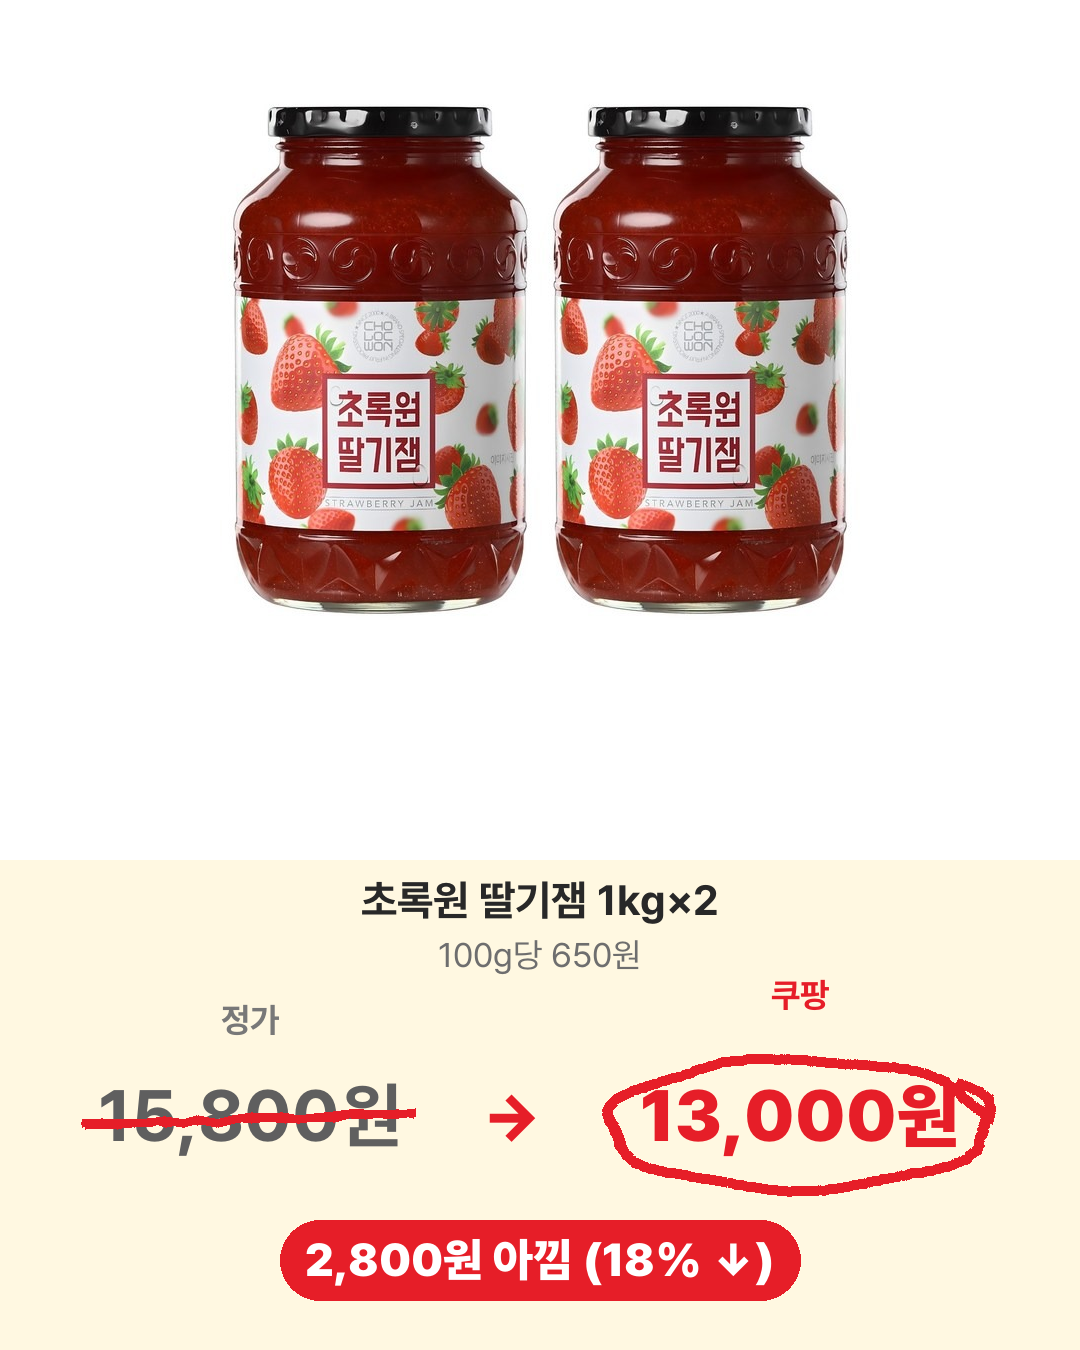 CHO
LOC
WON
초록원
딸기잼
STRAWBERRY JAM
CHO
LOC
WON
초록원
딸기잼
STRAWBERRY JAM
초록원 딸기잼 1kg×2
100g당 650원
정가
쿠팡
15,800원
→
13,000원
2,800원 아낌 (18% ↓)